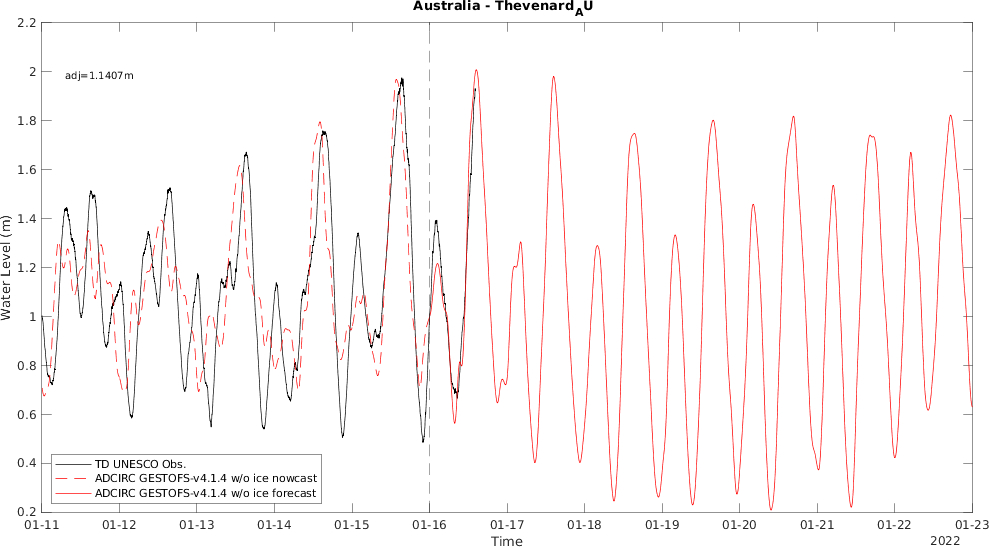 Australia - Thevenard_AU
adj=1.1407m
Water Level (m)
2.2
2
1.8
1.6
1.4
1.2
1
0.8
0.6
0.4
0.2
TD UNESCO Obs.
ADCIRC GESTOFS-v4.1.4 w/o ice nowcast
ADCIRC GESTOFS-v4.1.4 w/o ice forecast
01-11 01-12 01-13 01-14 01-15 01-16 01-17 01-18 01-19 01-20 01-21 01-22 01-23
Time
2022